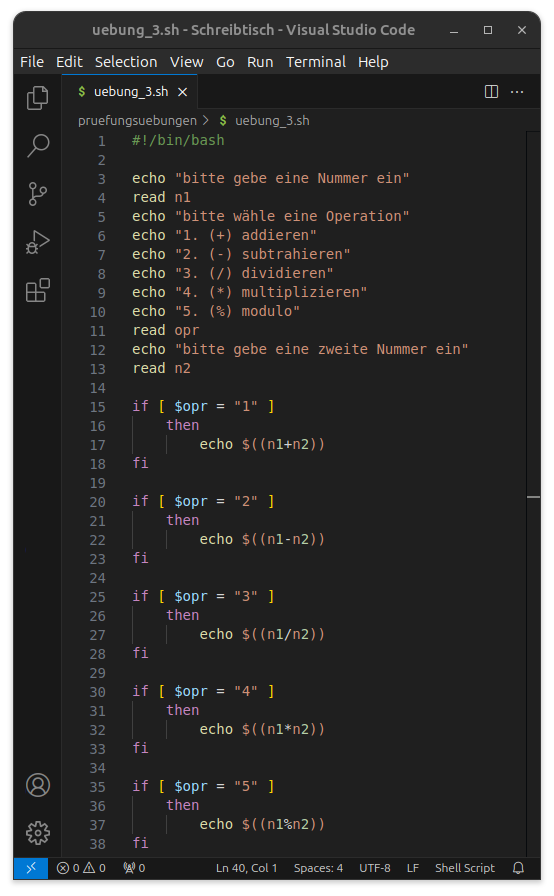 uebung_3.sh - Schreibtisch - Visual Studio Code
File Edit Selection View Go Run Terminal Help
$ uebung_3.sh
pruefungsuebungen > $ uebung_3.sh
1 #!/bin/bash
2
3 echo "bitte gebe eine Nummer ein"
4 read n1
5 echo "bitte wähle eine Operation"
6 echo "1. (+) addieren"
7 echo "2. (-) subtrahieren"
8 echo "3. (/) dividieren"
9 echo "4. (*) multiplizieren"
10 echo "5. (%) modulo"
11 read opr
12 echo "bitte gebe eine zweite Nummer ein"
13 read n2
14
15 if [ $opr = "1" ]
16 then
17 echo $((n1+n2))
18 fi
19
20 if [ $opr = "2" ]
21 then
22 echo $((n1-n2))
23 fi
24
25 if [ $opr = "3" ]
26 then
27 echo $((n1/n2))
28 fi
29
30 if [ $opr = "4" ]
31 then
32 echo $((n1*n2))
33 fi
34
35 if [ $opr = "5" ]
36 then
37 echo $((n1%n2))
38 fi
0 0 0 Ln 40, Col 1 Spaces: 4 UTF-8 LF Shell Script